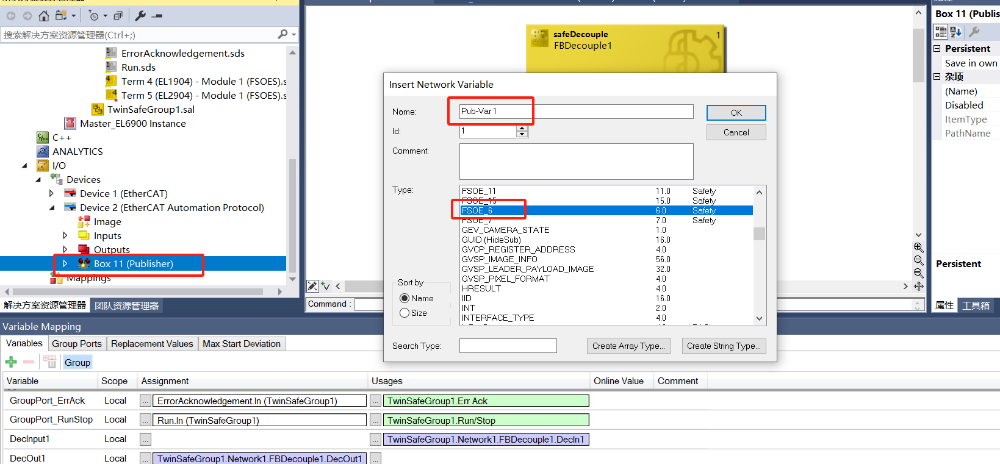 搜索解决方案资源管理器(Ctrl+;)
ErrorAcknowledgement.sds
Run.sds
Term 4 (EL1904) - Module 1 (FSOES).s
Term 5 (EL2904) - Module 1 (FSOES).s
TwinSafeGroup1.sal
Master_EL6900 Instance
C++
ANALYTICS
I/O
Devices
Device 1 (EtherCAT)
Device 2 (EtherCAT Automation Protocol)
Image
Inputs
Outputs
Box 11 (Publisher)
Mappings
解决方案资源管理器 团队资源管理器
safeDecouple 1
FBDecouple1
Command :
Insert Network Variable
Name: Pub-Var 1 OK
Id: 1 Cancel
Comment:
Type:
FSOE_11 11.0 Safety
FSOE_15 15.0 Safety
FSOE_6 6.0 Safety
FSOE_7 7.0 Safety
GEV_CAMERA_STATE 1.0
GUID (HideSub) 16.0
GVCP_REGISTER_ADDRESS 4.0
GVSP_IMAGE_INFO 56.0
GVSP_LEADER_PAYLOAD_IMAGE 32.0
GVSP_PIXEL_FORMAT 4.0
HRESULT 4.0
IID 16.0
INT 2.0
INTERFACE_TYPE 4.0
Sort by
Name
Size
Search Type: Create Array Type... Create String Type...
Box 11 (Publis
Persistent
Save in own
杂项
(Name)
Disabled
ItemType
PathName
Persistent
属性 工具箱
Variable Mapping
Variables Group Ports Replacement Values Max Start Deviation
Group
Variable Scope Assignment Usages Online Value Comment
GroupPort_ErrAck Local ... ErrorAcknowledgement.In (TwinSafeGroup1) ... TwinSafeGroup1.Err Ack
GroupPort_RunStop Local ... Run.In (TwinSafeGroup1) ... TwinSafeGroup1.Run/Stop
DecInput1 Local ... ... TwinSafeGroup1.Network1.FBDecouple1.DecIn1
DecOut1 Local ... TwinSafeGroup1.Network1.FBDecouple1.DecOut1 ...